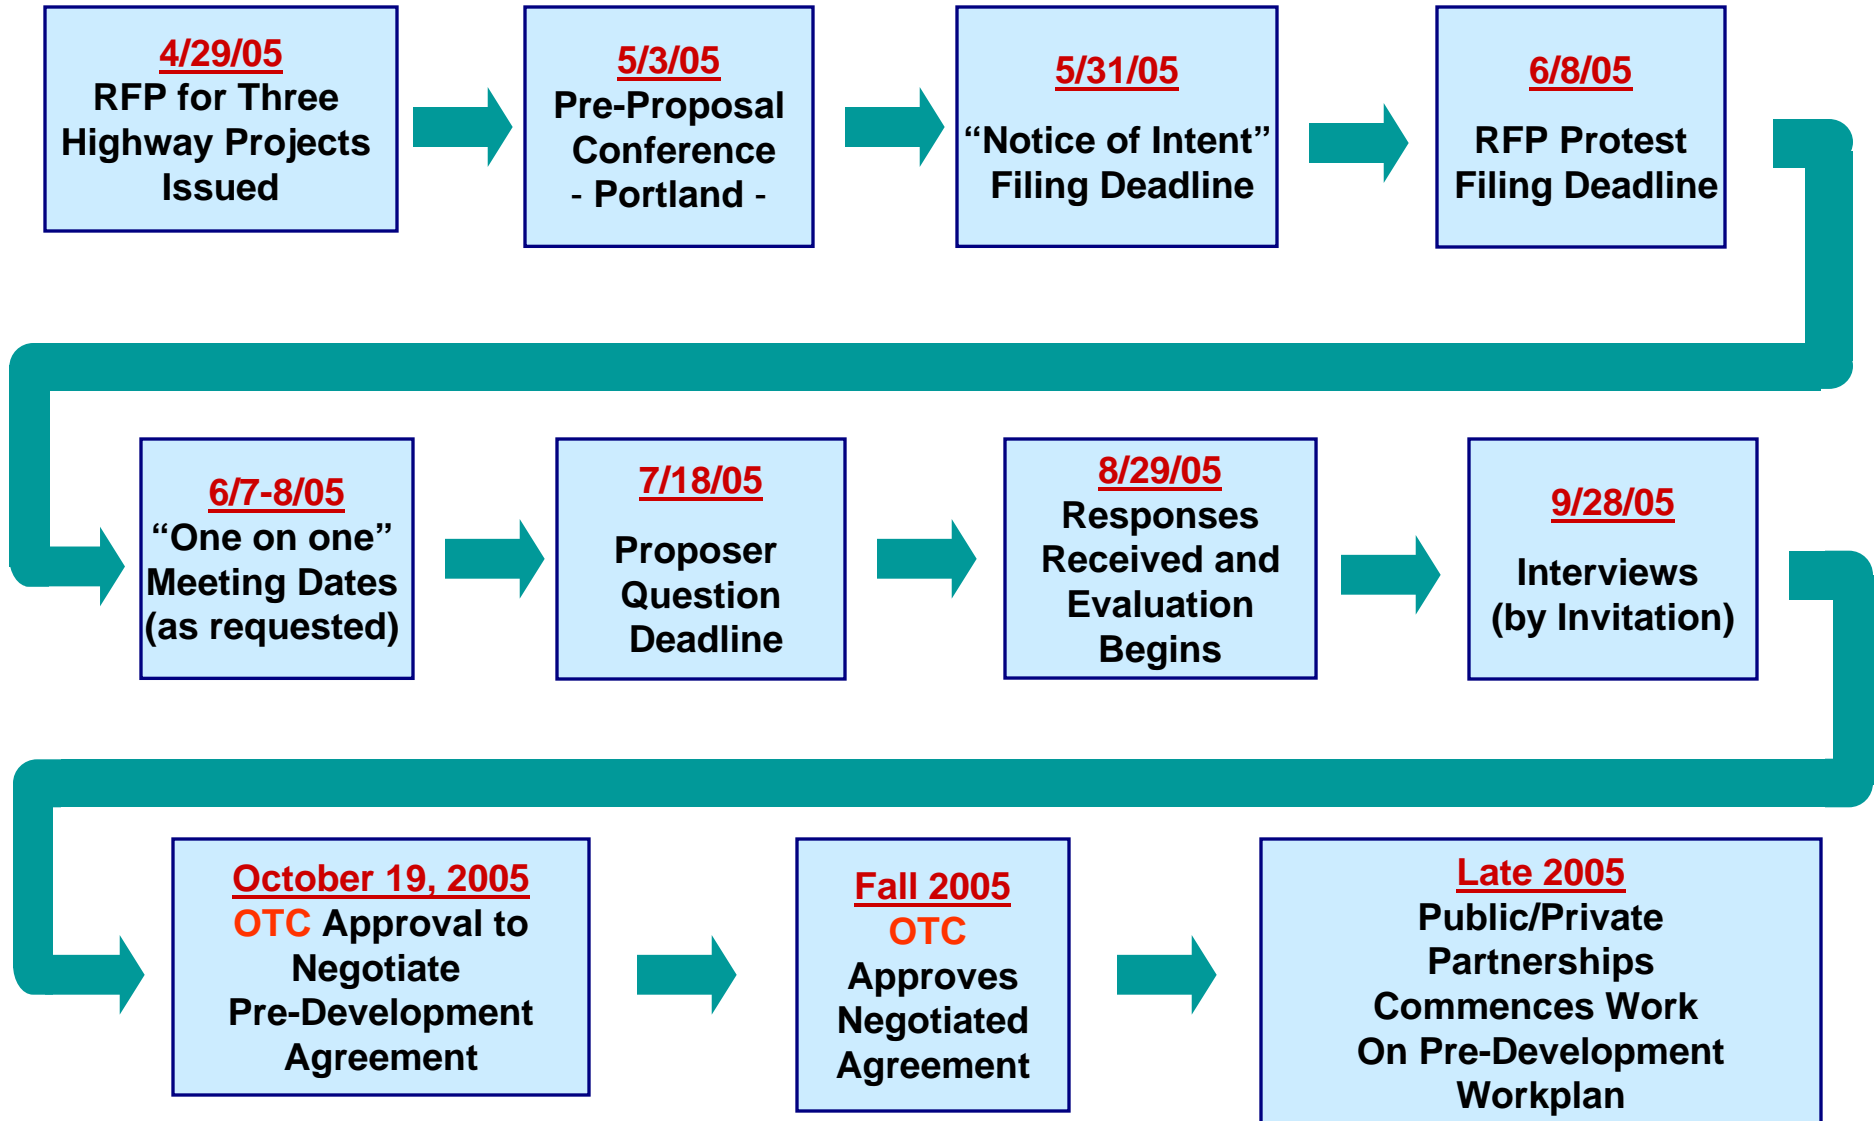 4/29/05
RFP for Three
Highway Projects
Issued
5/3/05
Pre-Proposal
Conference
- Portland -
5/31/05
“Notice of Intent”
Filing Deadline
6/8/05
RFP Protest
Filing Deadline
6/7-8/05
“One on one”
Meeting Dates
(as requested)
7/18/05
Proposer
Question
Deadline
8/29/05
Responses
Received and
Evaluation
Begins
9/28/05
Interviews
(by Invitation)
October 19, 2005
OTC Approval to
Negotiate
Pre-Development
Agreement
Fall 2005
OTC
Approves
Negotiated
Agreement
Late 2005
Public/Private
Partnerships
Commences Work
On Pre-Development
Workplan